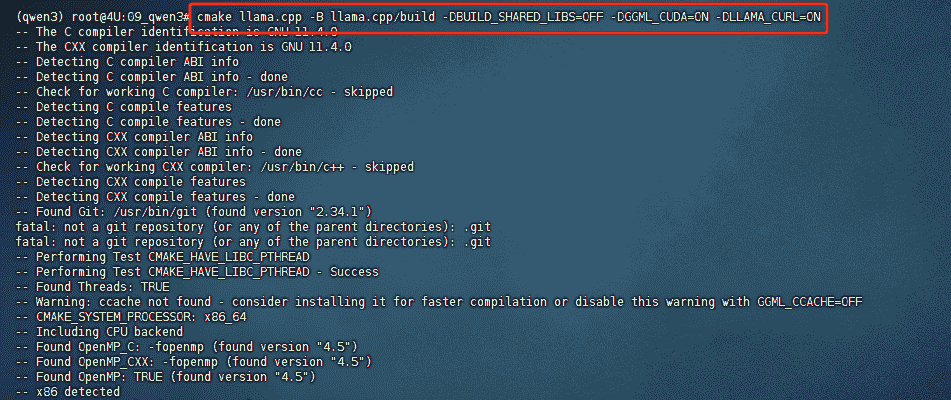 (qwen3) root@4U:09_qwen3# cmake llama.cpp -B llama.cpp/build -DBUILD_SHARED_LIBS=OFF -DGGML_CUDA=ON -DLLAMA_CURL=ON
-- The C compiler identification is GNU 11.4.0
-- The CXX compiler identification is GNU 11.4.0
-- Detecting C compiler ABI info
-- Detecting C compiler ABI info - done
-- Check for working C compiler: /usr/bin/cc - skipped
-- Detecting C compile features
-- Detecting C compile features - done
-- Detecting CXX compiler ABI info
-- Detecting CXX compiler ABI info - done
-- Check for working CXX compiler: /usr/bin/c++ - skipped
-- Detecting CXX compile features
-- Detecting CXX compile features - done
-- Found Git: /usr/bin/git (found version "2.34.1")
fatal: not a git repository (or any of the parent directories): .git
fatal: not a git repository (or any of the parent directories): .git
-- Performing Test CMAKE_HAVE_LIBC_PTHREAD
-- Performing Test CMAKE_HAVE_LIBC_PTHREAD - Success
-- Found Threads: TRUE
-- Warning: ccache not found - consider installing it for faster compilation or disable this warning with GGML_CCACHE=OFF
-- CMAKE_SYSTEM_PROCESSOR: x86_64
-- Including CPU backend
-- Found OpenMP_C: -fopenmp (found version "4.5")
-- Found OpenMP_CXX: -fopenmp (found version "4.5")
-- Found OpenMP: TRUE (found version "4.5")
-- x86 detected